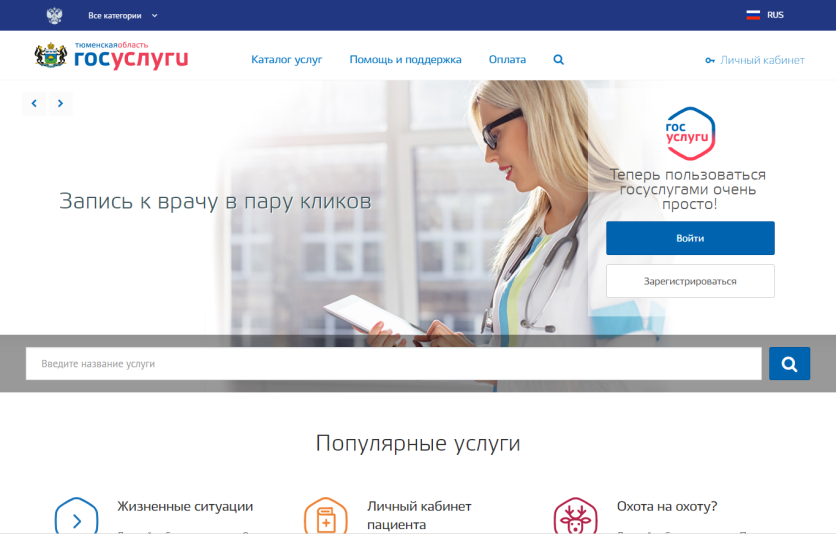 Все категории
RUS
тюменскаяобласть
госуслуги
Каталог услуг
Помощь и поддержка
Оплата
Личный кабинет
гос
услуги
Теперь пользоваться
госуслугами очень
просто!
Запись к врачу в пару кликов
Войти
Зарегистрироваться
Введите название услуги
Популярные услуги
Жизненные ситуации
Личный кабинет
пациента
Охота на охоту?